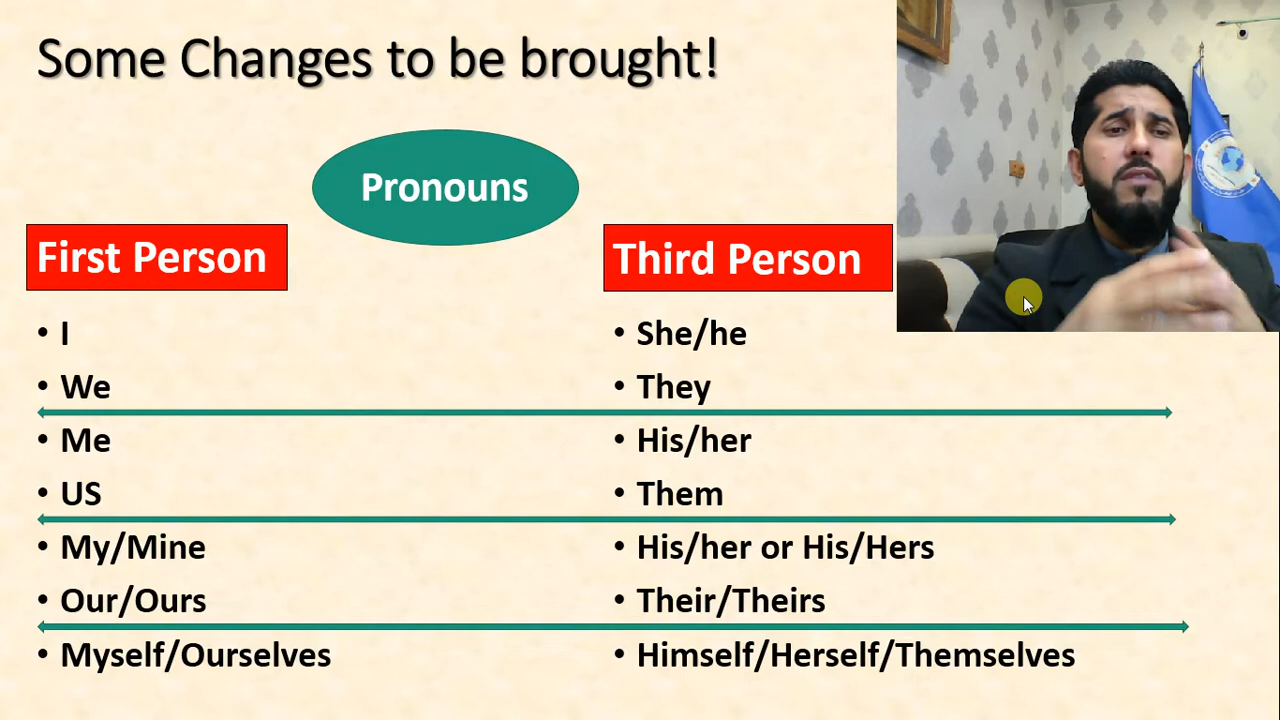 Some Changes to be brought!
Pronouns
First Person
Third Person
• I
• She/he
• We
• They
• Me
• His/her
• US
• Them
• My/Mine
• His/her or His/Hers
• Our/Ours
• Their/Theirs
• Myself/Ourselves
• Himself/Herself/Themselves